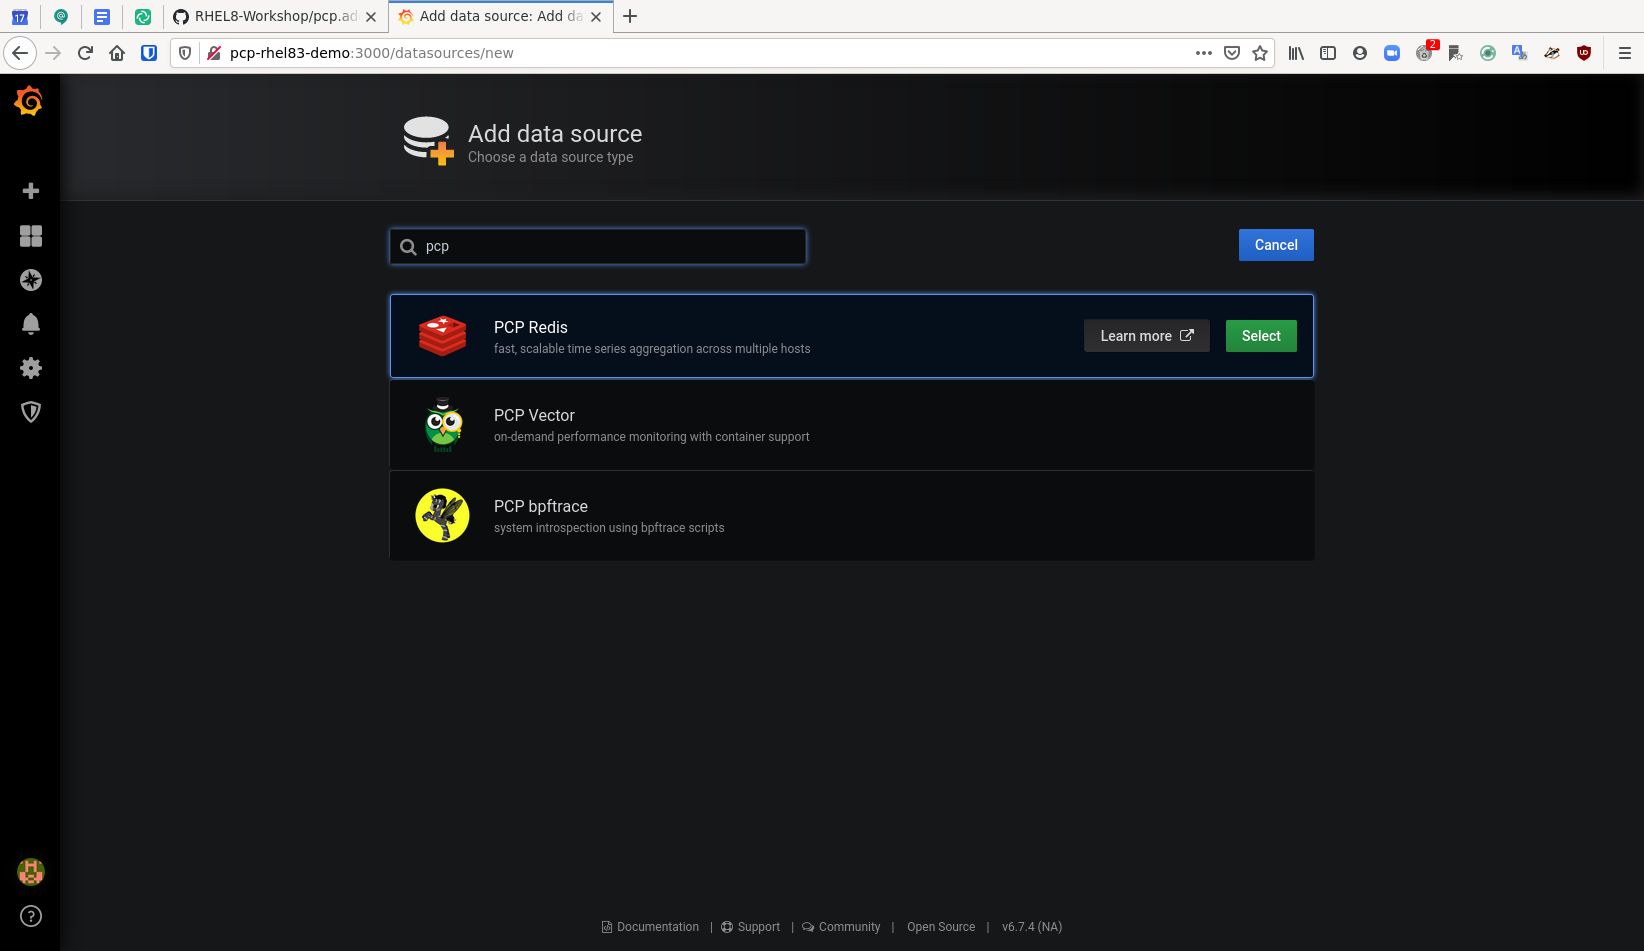 17
RHEL8-Workshop/pcp.ad
Add data source: Add da
pcp-rhel83-demo:3000/datasources/new
2
Add data source
Choose a data source type
pcp
Cancel
PCP Redis
fast, scalable time series aggregation across multiple hosts
Learn more
Select
PCP Vector
on-demand performance monitoring with container support
PCP bpftrace
system introspection using bpftrace scripts
Documentation | Support | Community | Open Source | v6.7.4 (NA)